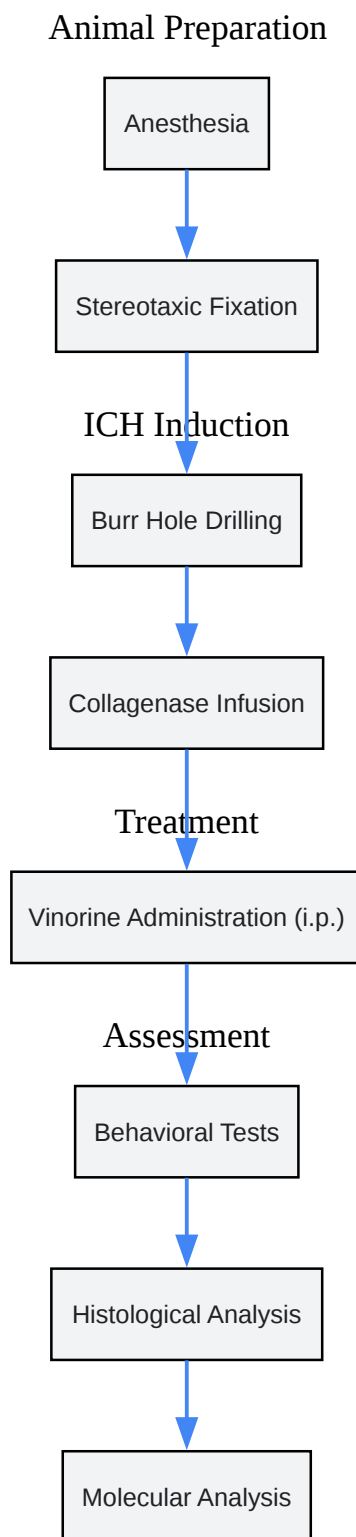 Animal Preparation
Anesthesia
Stereotaxic Fixation
ICH Induction
Burr Hole Drilling
Collagenase Infusion
Treatment
Vinorine Administration (i.p.)
Assessment
Behavioral Tests
Histological Analysis
Molecular Analysis